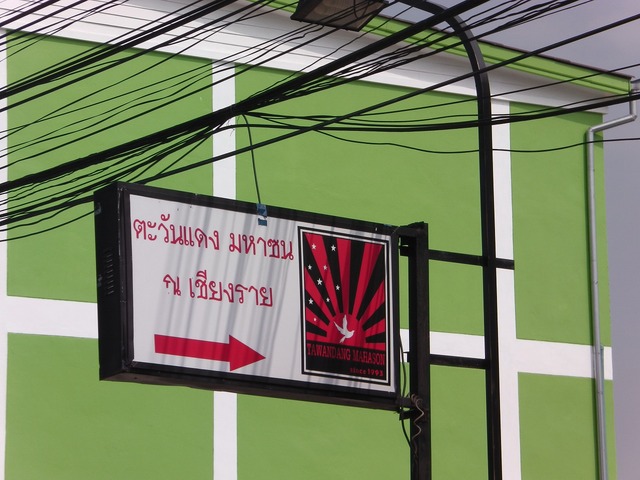 ตะวันแดง มหาซน
ณ เชียงราย
TAWANDANG MAHASON
since 1993